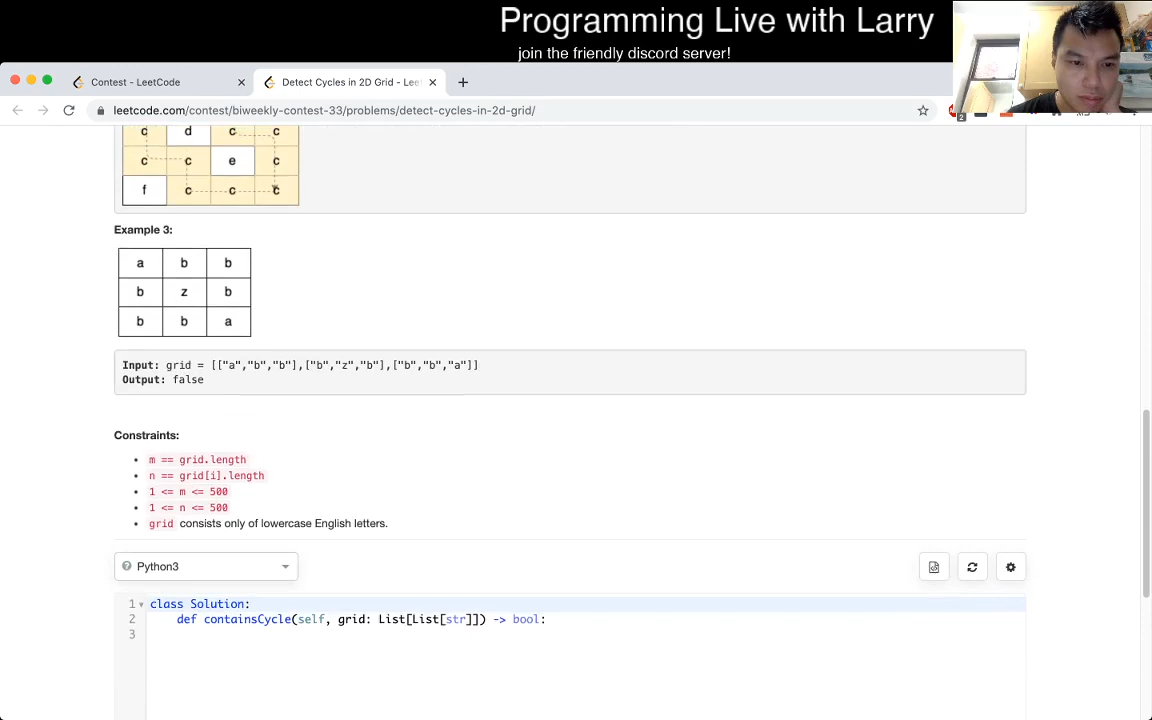 Programming Live with Larry
join the friendly discord server!
Contest - LeetCode
Detect Cycles in 2D Grid - Lee
leetcode.com/contest/biweekly-contest-33/problems/detect-cycles-in-2d-grid/
2
c d c c
c c e c
f c c c
Example 3:
a b b
b z b
b b a
Input: grid = [["a","b","b"],["b","z","b"],["b","b","a"]]
Output: false
Constraints:
• m == grid.length
• n == grid[i].length
• 1 <= m <= 500
• 1 <= n <= 500
• grid consists only of lowercase English letters.
Python3
1 class Solution:
2 def containsCycle(self, grid: List[List[str]]) -> bool:
3